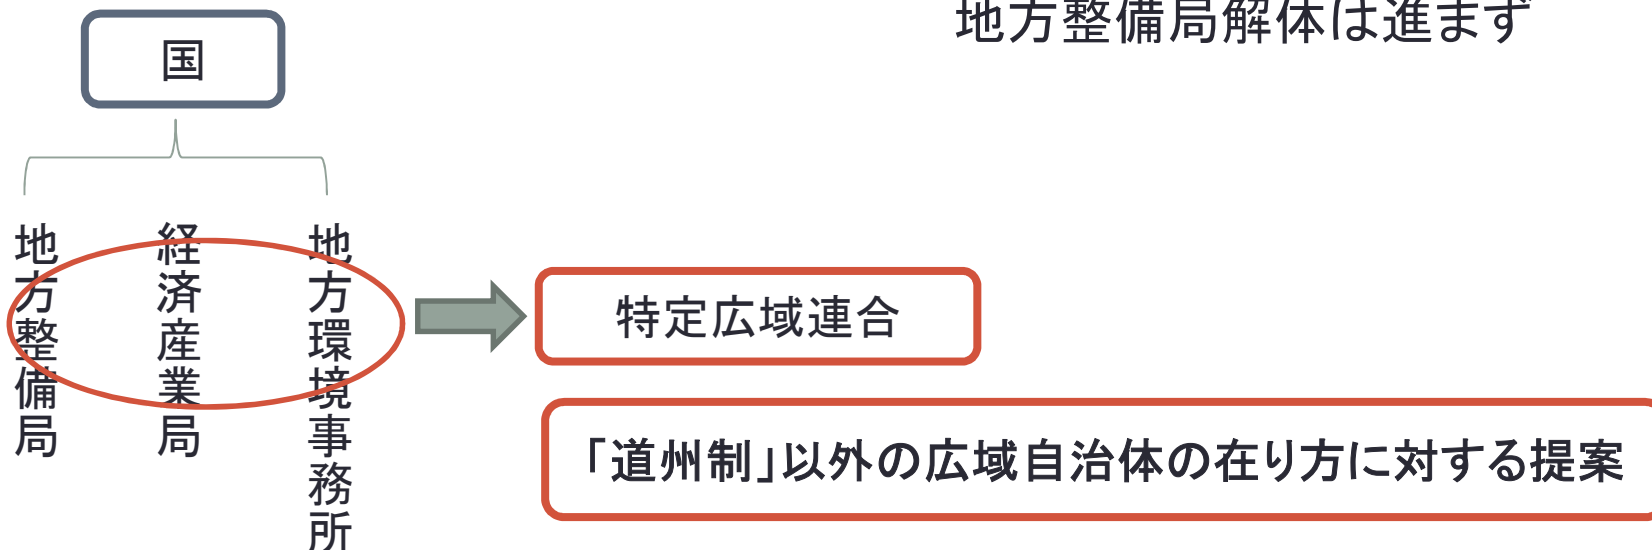 地方整備局解体は進まず
国
地方整備局
経済産業局
地方環境事務所
特定広域連合
「道州制」以外の広域自治体の在り方に対する提案